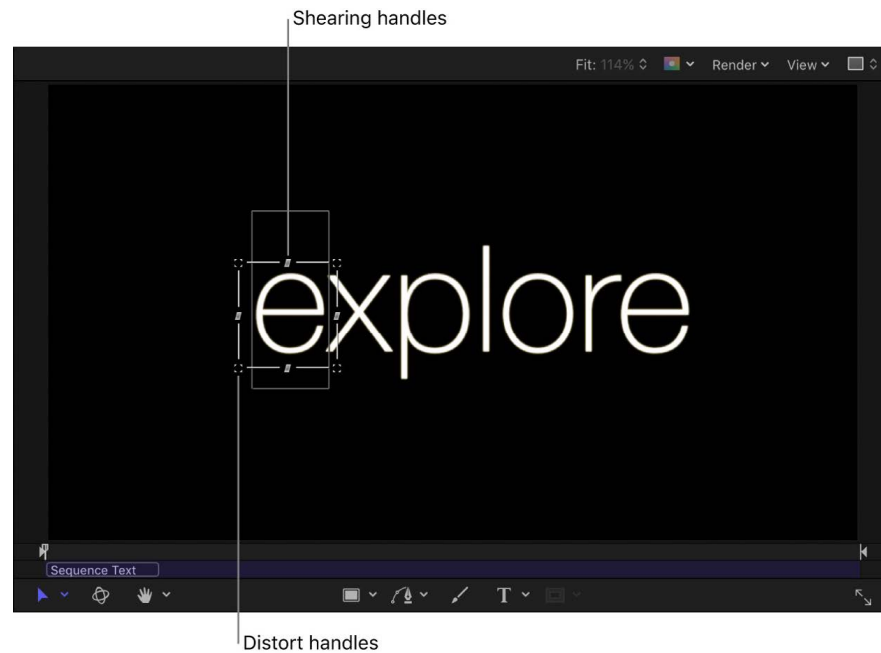 Shearing handles
Fit: 114% Render View
explore
Sequence Text
T
Distort handles